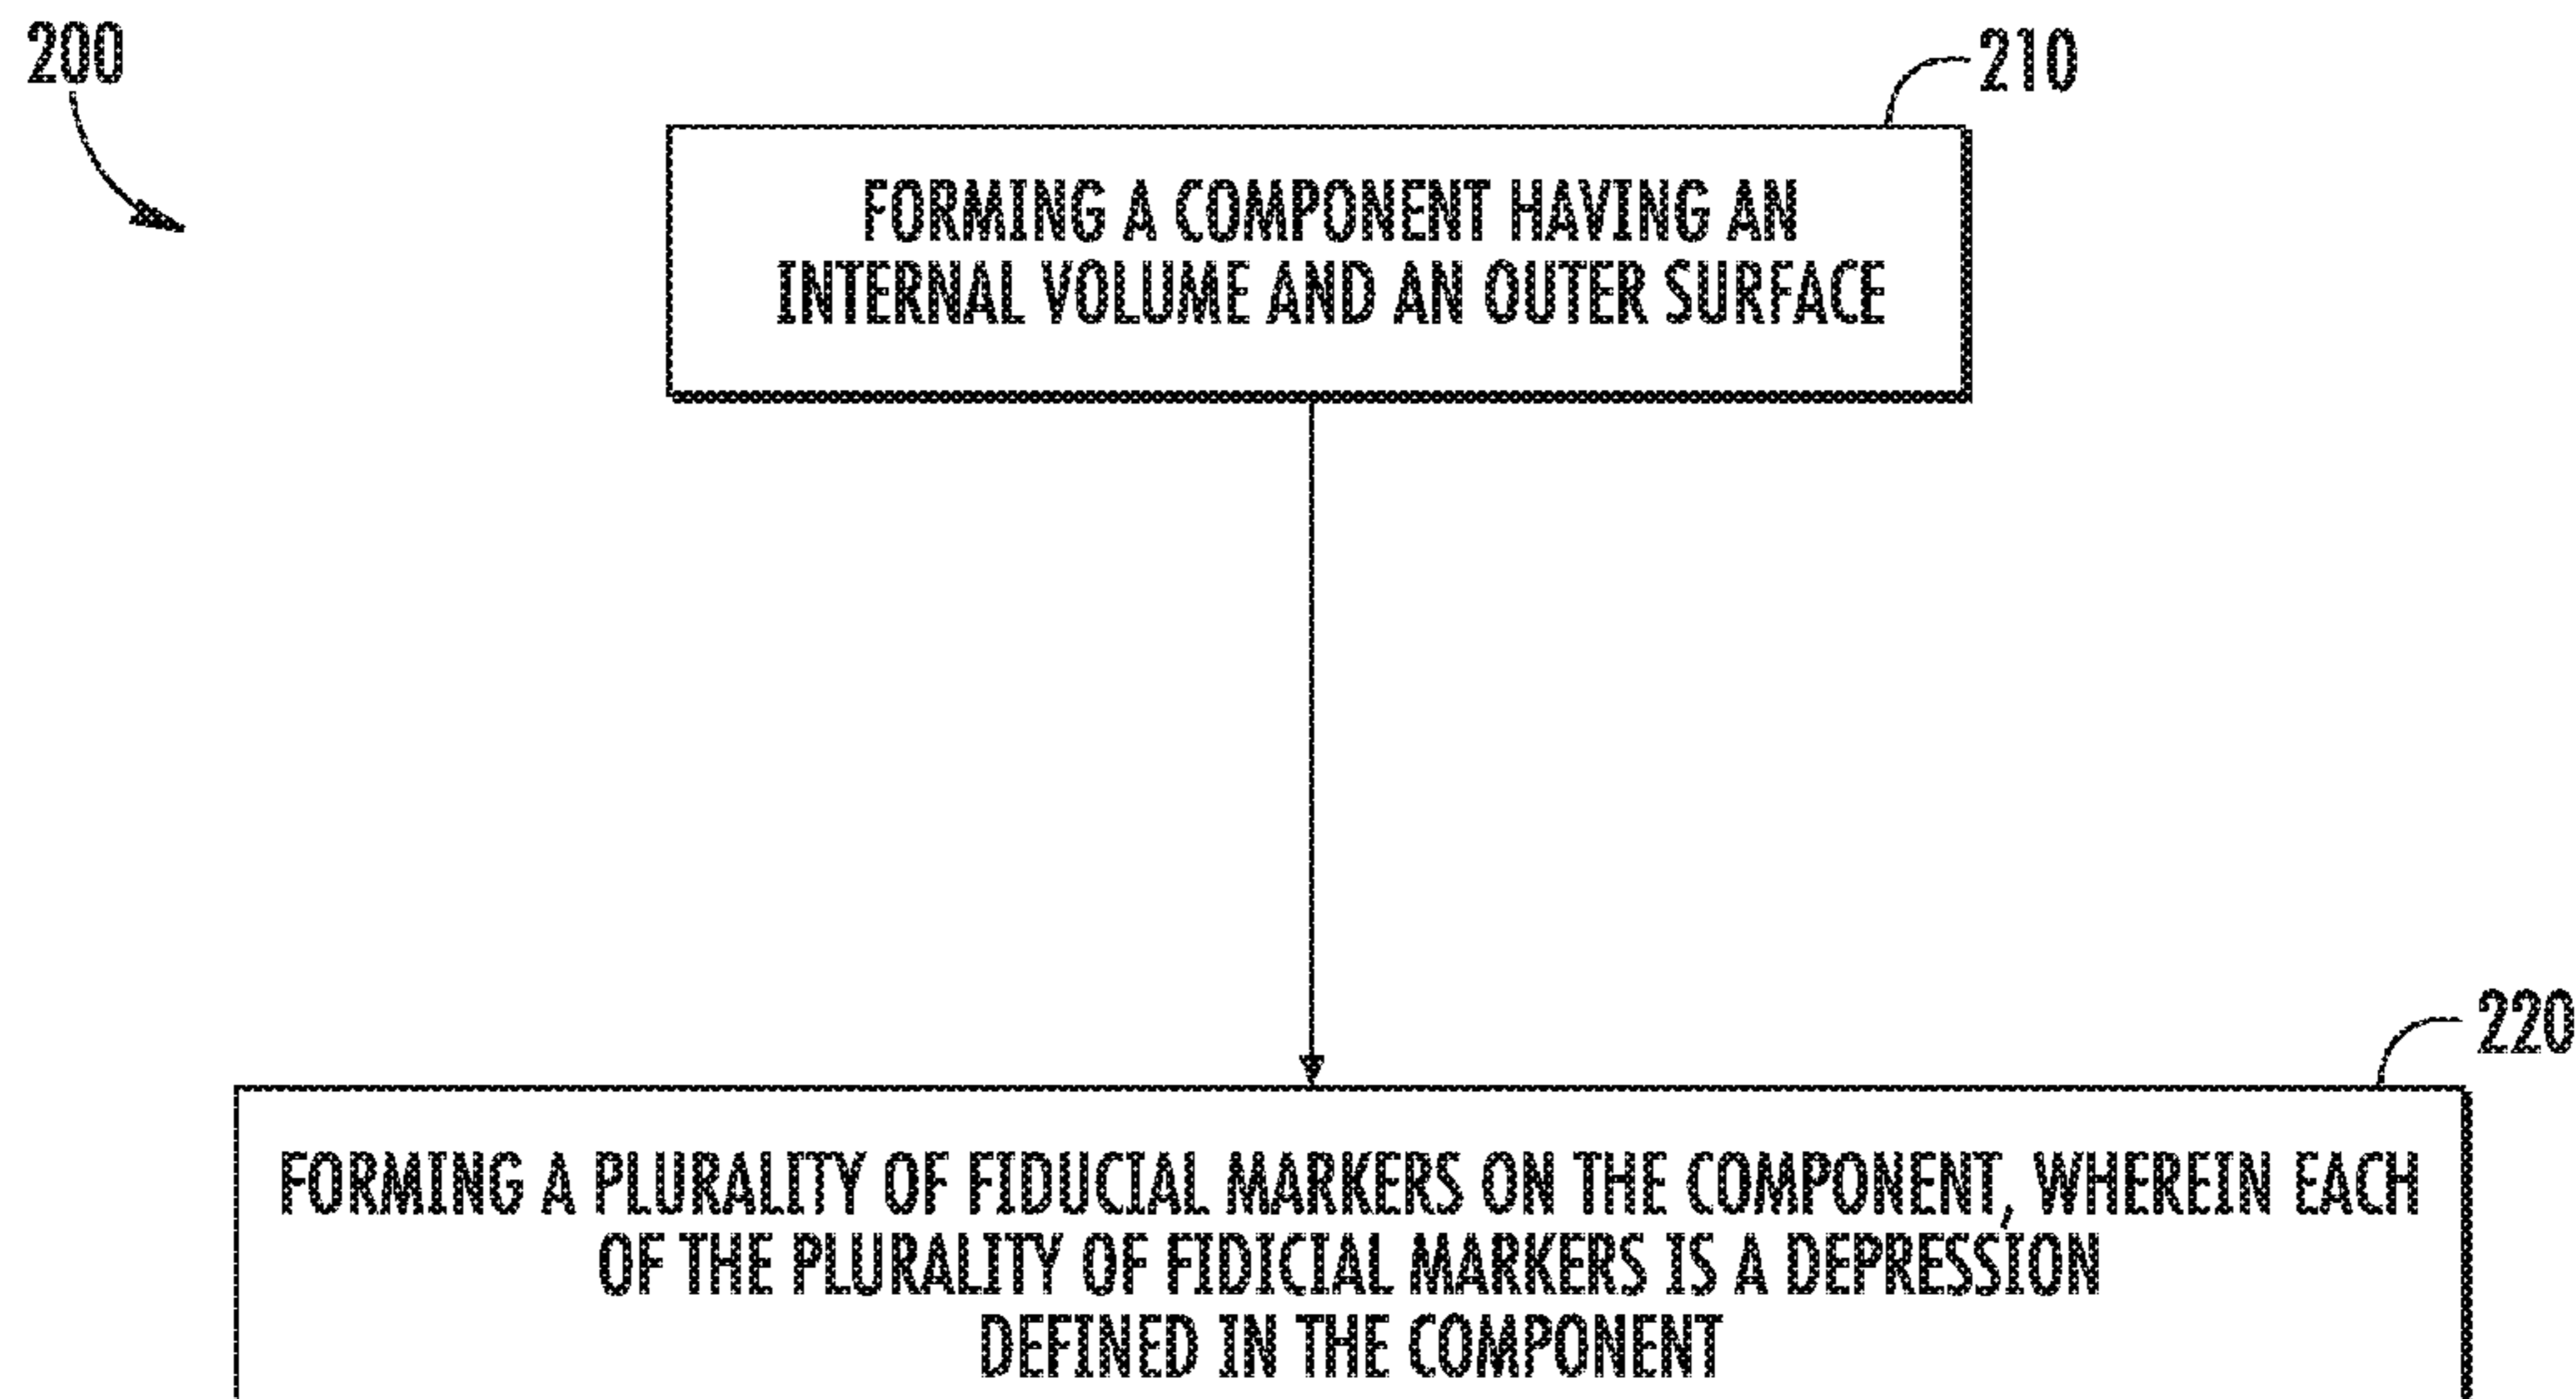 200
210
FORMING A COMPONENT HAVING AN
INTERNAL VOLUME AND AN OUTER SURFACE
220
FORMING A PLURALITY OF FIDUCIAL MARKERS ON THE COMPONENT, WHEREIN EACH
OF THE PLURALITY OF FIDICIAL MARKERS IS A DEPRESSION
DEFINED IN THE COMPONENT